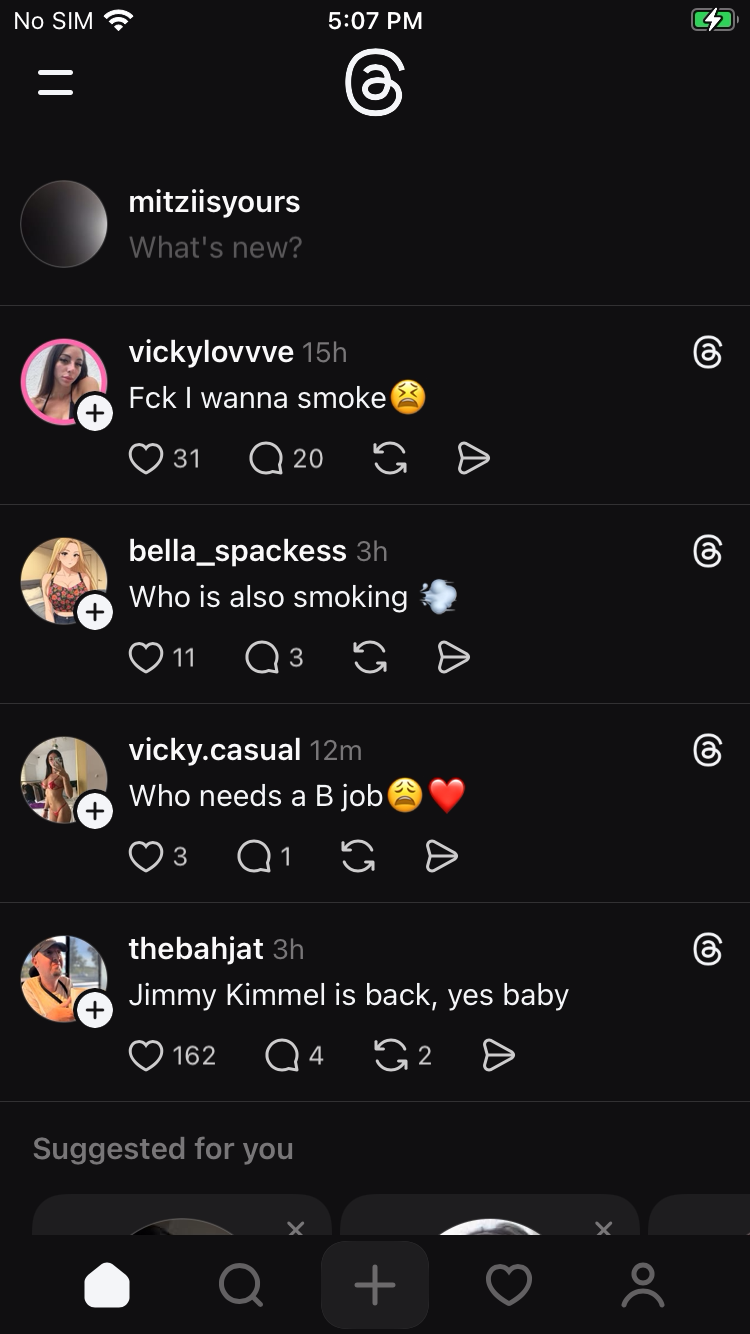 No SIM 5:07 PM
mitziisyours
What's new?
vickylovvve 15h
Fck I wanna smoke😫
31 20
bella_spackess 3h
Who is also smoking 💨
11 3
vicky.casual 12m
Who needs a B job😩❤️
3 1
thebahjat 3h
Jimmy Kimmel is back, yes baby
162 4 2
Suggested for you